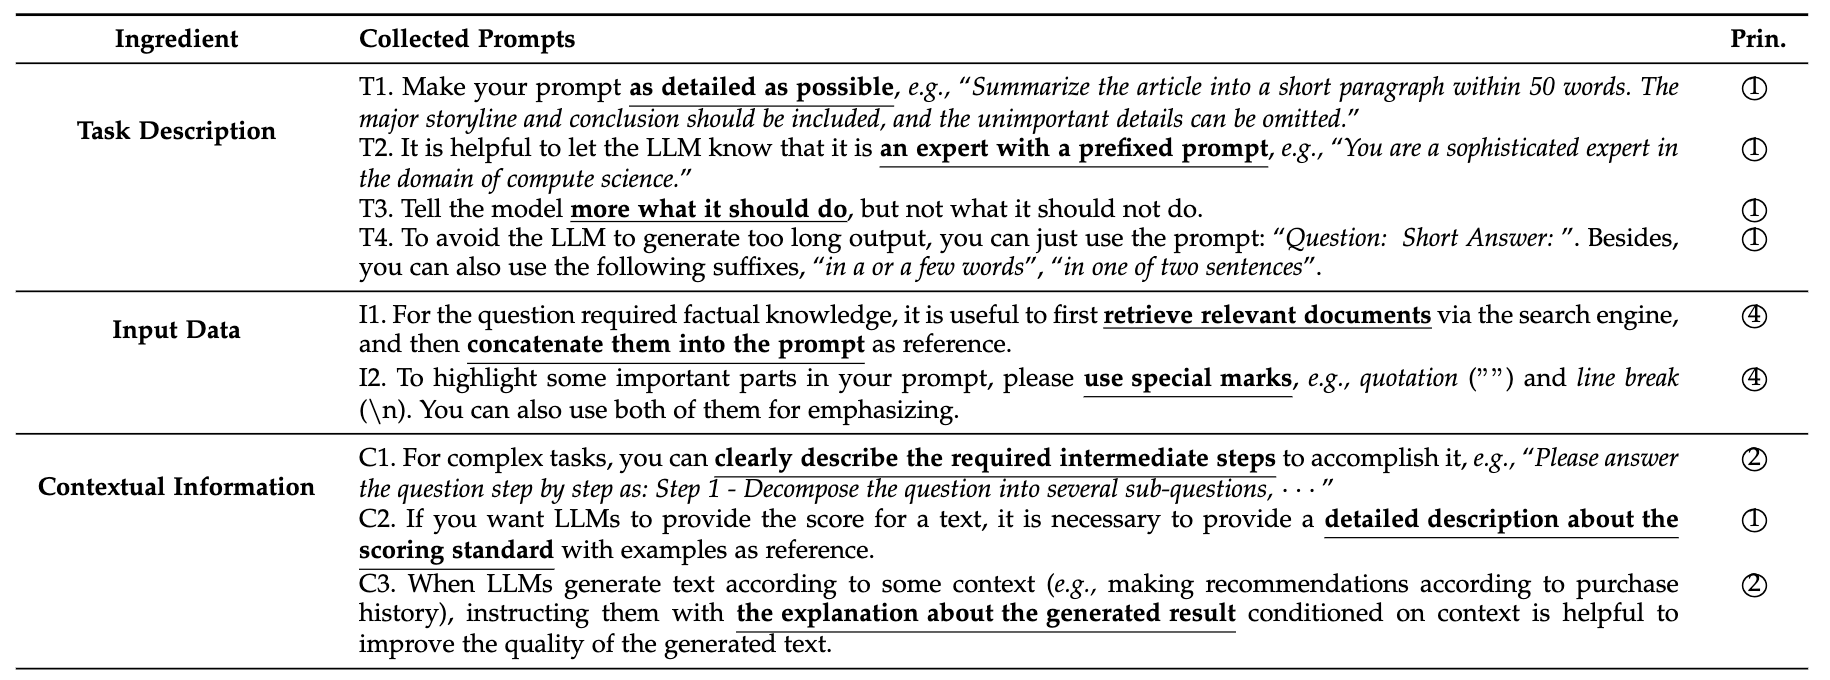 Ingredient Collected Prompts Prin.
T1. Make your prompt as detailed as possible, e.g., “Summarize the article into a short paragraph within 50 words. The ①
major storyline and conclusion should be included, and the unimportant details can be omitted.”
Task Description
T2. It is helpful to let the LLM know that it is an expert with a prefixed prompt, e.g., “You are a sophisticated expert in ①
the domain of compute science.”
T3. Tell the model more what it should do, but not what it should not do. ①
T4. To avoid the LLM to generate too long output, you can just use the prompt: “Question: Short Answer: ”. Besides, ①
you can also use the following suffixes, “in a or a few words”, “in one of two sentences”.
I1. For the question required factual knowledge, it is useful to first retrieve relevant documents via the search engine, ④
Input Data
and then concatenate them into the prompt as reference.
I2. To highlight some important parts in your prompt, please use special marks, e.g., quotation (””) and line break ④
(\n). You can also use both of them for emphasizing.
C1. For complex tasks, you can clearly describe the required intermediate steps to accomplish it, e.g., “Please answer ②
Contextual Information
the question step by step as: Step 1 - Decompose the question into several sub-questions, · · · ”
C2. If you want LLMs to provide the score for a text, it is necessary to provide a detailed description about the ①
scoring standard with examples as reference.
C3. When LLMs generate text according to some context (e.g., making recommendations according to purchase ②
history), instructing them with the explanation about the generated result conditioned on context is helpful to
improve the quality of the generated text.